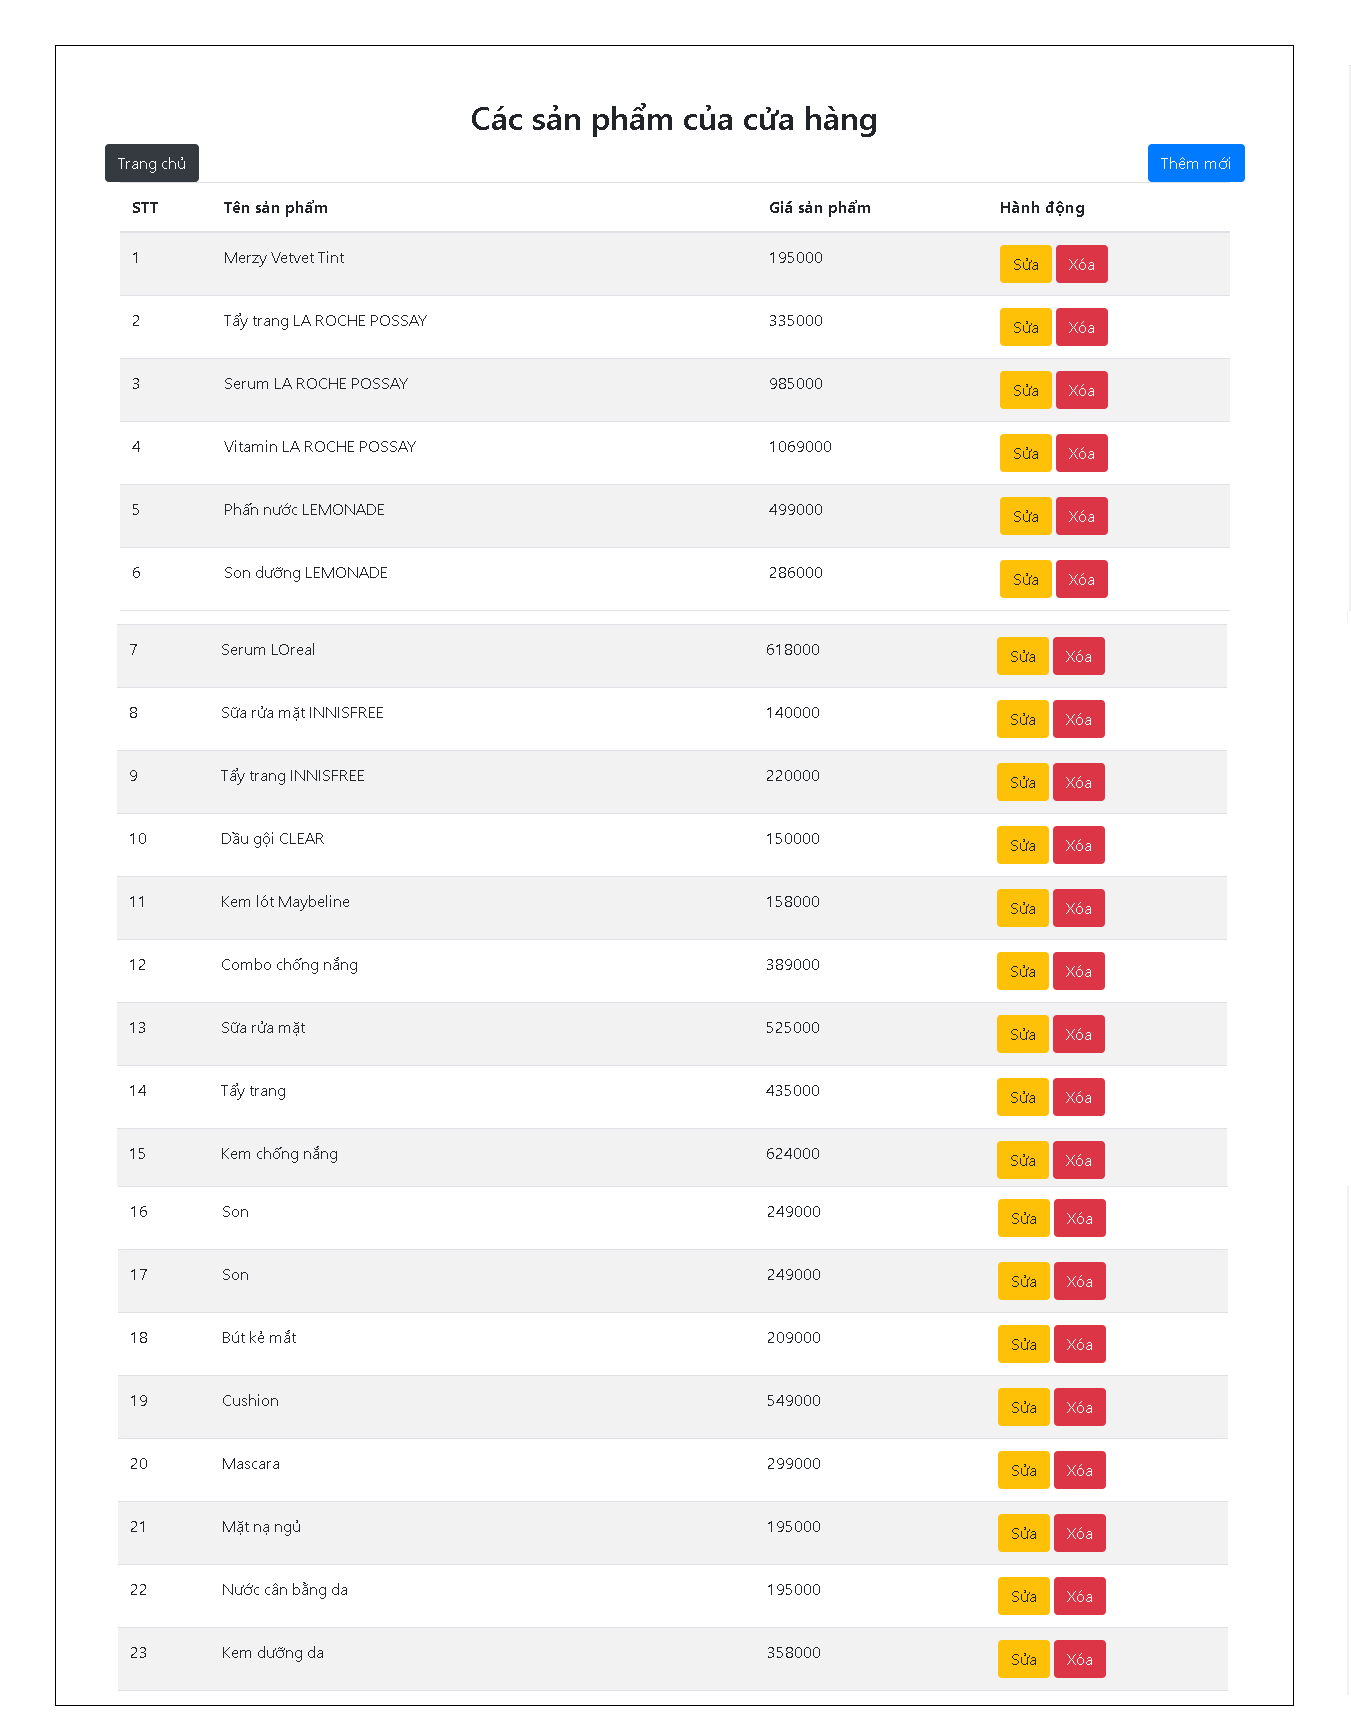 Các sản phẩm của cửa hàng
Trang chủ Thêm mới
STT Tên sản phẩm Giá sản phẩm Hành động
1 Merzy Vetvet Tint 195000 Sửa Xóa
2 Tẩy trang LA ROCHE POSSAY 335000 Sửa Xóa
3 Serum LA ROCHE POSSAY 985000 Sửa Xóa
4 Vitamin LA ROCHE POSSAY 1069000 Sửa Xóa
5 Phấn nước LEMONADE 499000 Sửa Xóa
6 Son dưỡng LEMONADE 286000 Sửa Xóa
7 Serum LOreal 618000 Sửa Xóa
8 Sữa rửa mặt INNISFREE 140000 Sửa Xóa
9 Tẩy trang INNISFREE 220000 Sửa Xóa
10 Dầu gội CLEAR 150000 Sửa Xóa
11 Kem lót Maybeline 158000 Sửa Xóa
12 Combo chống nắng 389000 Sửa Xóa
13 Sữa rửa mặt 525000 Sửa Xóa
14 Tẩy trang 435000 Sửa Xóa
15 Kem chống nắng 624000 Sửa Xóa
16 Son 249000 Sửa Xóa
17 Son 249000 Sửa Xóa
18 Bút kẻ mắt 209000 Sửa Xóa
19 Cushion 549000 Sửa Xóa
20 Mascara 299000 Sửa Xóa
21 Mặt nạ ngủ 195000 Sửa Xóa
22 Nước cân bằng da 195000 Sửa Xóa
23 Kem dưỡng da 358000 Sửa Xóa